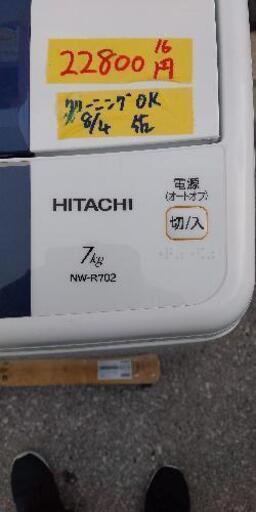 22800円
16
クリーニングOK
8/4 佐
HITACHI
電源
(オートオフ)
切/入
7kg
NW-R702